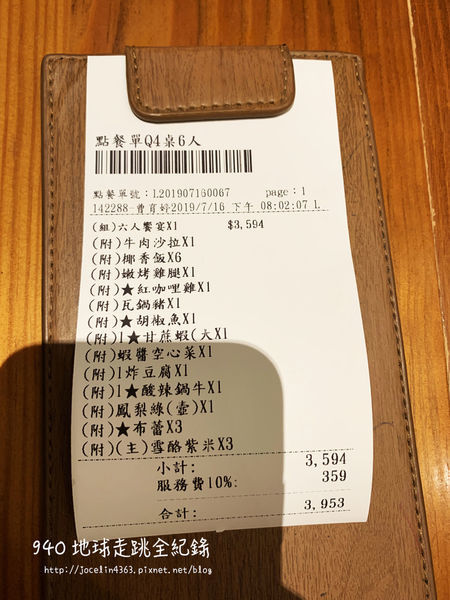 點餐單Q4桌6人
點餐單號：L201907160067 page：1
142288-曹育婷2019/7/16 下午 08:02:07 L
(組)六人饗宴X1 $3,594
(附)牛肉沙拉X1
(附)椰香飯X6
(附)嫩烤雞腿X1
(附)★紅咖哩雞X1
(附)瓦鍋豬X1
(附)★胡椒魚X1
(附)1★甘蔗蝦(大X1
(附)蝦醬空心菜X1
(附)1炸豆腐X1
(附)1★酸辣鍋牛X1
(附)鳳梨綠(壺)X1
(附)★布蕾X3
(附)(主)雪酪紫米X3
小計: 3,594
服務費10%: 359
合計: 3,953
940 地球走跳全紀錄
http://jocelin4363.pixnet.net/blog